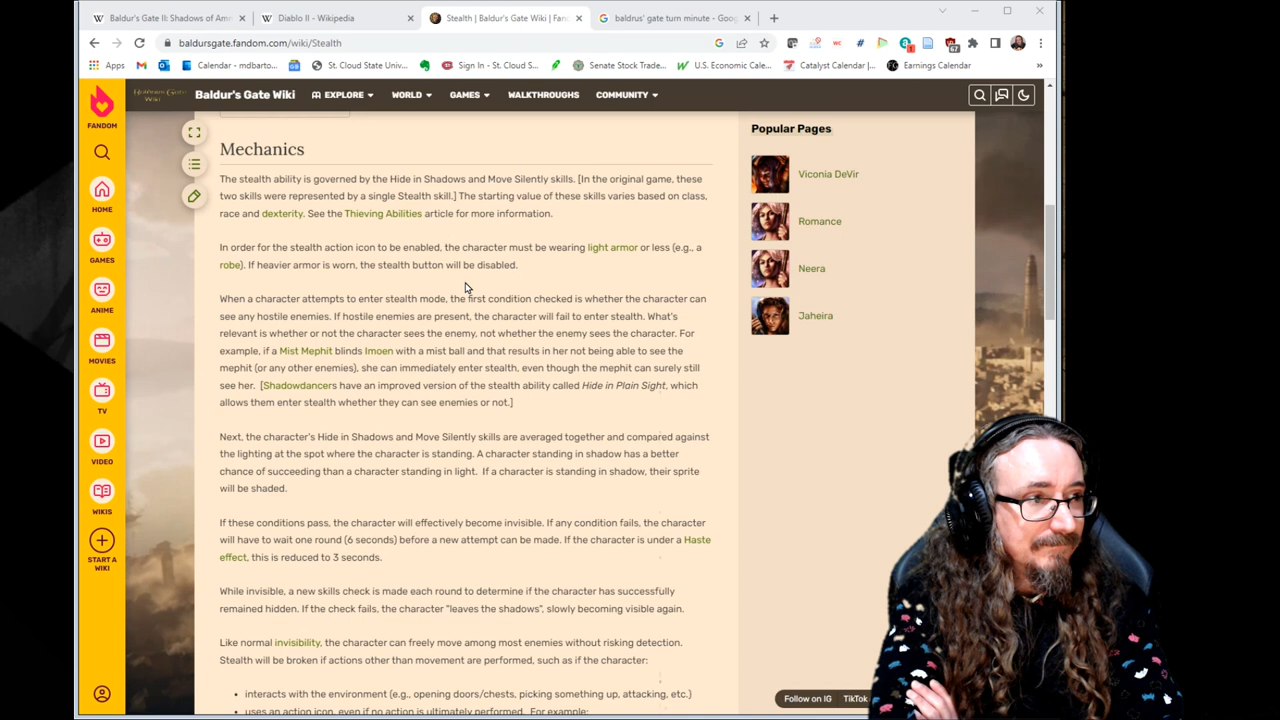 Baldur's Gate II: Shadows of Am
Diablo II - Wikipedia
Stealth | Baldur's Gate Wiki | Fan
baldrus' gate turn minute - Goo
baldursgate.fandom.com/wiki/Stealth
Apps
Calendar - mdbarto...
St. Cloud State Univ...
Sign In - St. Cloud S...
Senate Stock Trade...
U.S. Economic Cale...
Catalyst Calendar |...
Earnings Calendar
»
FANDOM
HOME
GAMES
ANIME
MOVIES
TV
VIDEO
WIKIS
START A
WIKI
Baldur's Gate Wiki
EXPLORE
WORLD
GAMES
WALKTHROUGHS
COMMUNITY
Mechanics
The stealth ability is governed by the Hide in Shadows and Move Silently skills. [In the original game, these
two skills were represented by a single Stealth skill.] The starting value of these skills varies based on class,
race and dexterity. See the Thieving Abilities article for more information.
In order for the stealth action icon to be enabled, the character must be wearing light armor or less (e.g., a
robe). If heavier armor is worn, the stealth button will be disabled.
When a character attempts to enter stealth mode, the first condition checked is whether the character can
see any hostile enemies. If hostile enemies are present, the character will fail to enter stealth. What's
relevant is whether or not the character sees the enemy, not whether the enemy sees the character. For
example, if a Mist Mephit blinds Imoen with a mist ball and that results in her not being able to see the
mephit (or any other enemies), she can immediately enter stealth, even though the mephit can surely still
see her. [Shadowdancers have an improved version of the stealth ability called Hide in Plain Sight, which
allows them enter stealth whether they can see enemies or not.]
Next, the character's Hide in Shadows and Move Silently skills are averaged together and compared against
the lighting at the spot where the character is standing. A character standing in shadow has a better
chance of succeeding than a character standing in light. If a character is standing in shadow, their sprite
will be shaded.
If these conditions pass, the character will effectively become invisible. If any condition fails, the character
will have to wait one round (6 seconds) before a new attempt can be made. If the character is under a Haste
effect, this is reduced to 3 seconds.
While invisible, a new skills check is made each round to determine if the character has successfully
remained hidden. If the check fails, the character "leaves the shadows", slowly becoming visible again.
Like normal invisibility, the character can freely move among most enemies without risking detection.
Stealth will be broken if actions other than movement are performed, such as if the character:
• interacts with the environment (e.g., opening doors/chests, picking something up, attacking, etc.)
• uses an action icon, even if no action is ultimately performed. For example:
Popular Pages
Viconia DeVir
Romance
Neera
Jaheira
Follow on IG
TikTok